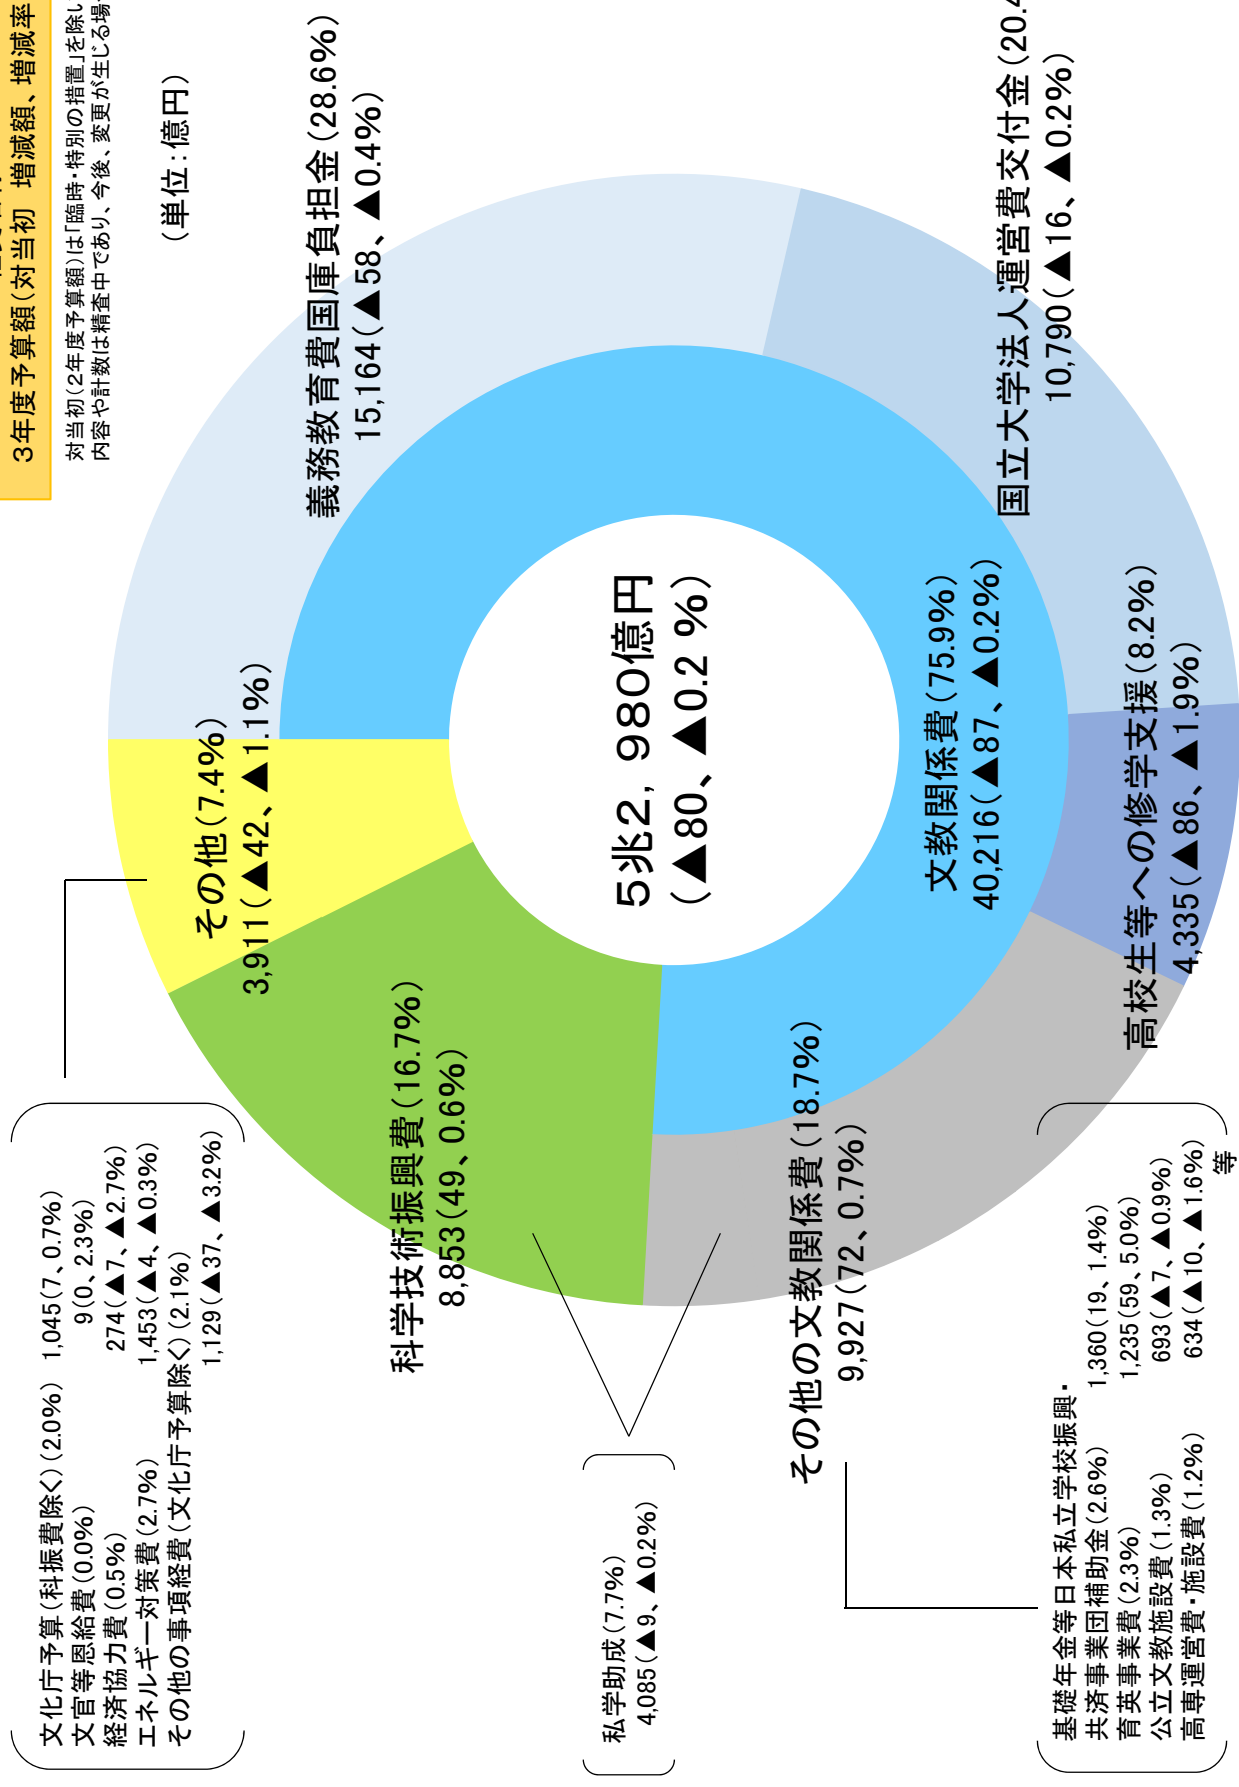 3年度予算額(対当初 増減額、増減率
対当初(2年度予算額)は「臨時・特別の措置」を除い
内容や計数は精査中であり、今後、変更が生じる場
(単位:億円)
義務教育費国庫負担金(28.6%)
15,164(▲58、▲0.4%)
国立大学法人運営費交付金(20.4
10,790(▲16、▲0.2%)
高校生等への修学支援(8.2%)
4,335(▲86、▲1.9%)
文教関係費(75.9%)
40,216(▲87、▲0.2%)
5兆2, 980億円
(▲80、▲0.2 %)
その他(7.4%)
3,911(▲42、▲1.1%)
科学技術振興費(16.7%)
8,853(49、0.6%)
その他の文教関係費(18.7%)
9,927(72、0.7%)
文化庁予算(科振費除く)(2.0%) 1,045(7、0.7%)
文官等恩給費(0.0%) 9(0、2.3%)
経済協力費(0.5%) 274(▲7、▲2.7%)
エネルギー対策費(2.7%) 1,453(▲4、▲0.3%)
その他の事項経費(文化庁予算除く)(2.1%)
1,129(▲37、▲3.2%)
私学助成(7.7%)
4,085(▲9、▲0.2%)
基礎年金等日本私立学校振興・
共済事業団補助金(2.6%) 1,360(19、1.4%)
育英事業費(2.3%) 1,235(59、5.0%)
公立文教施設費(1.3%) 693(▲7、▲0.9%)
高専運営費・施設費(1.2%) 634(▲10、▲1.6%)
等